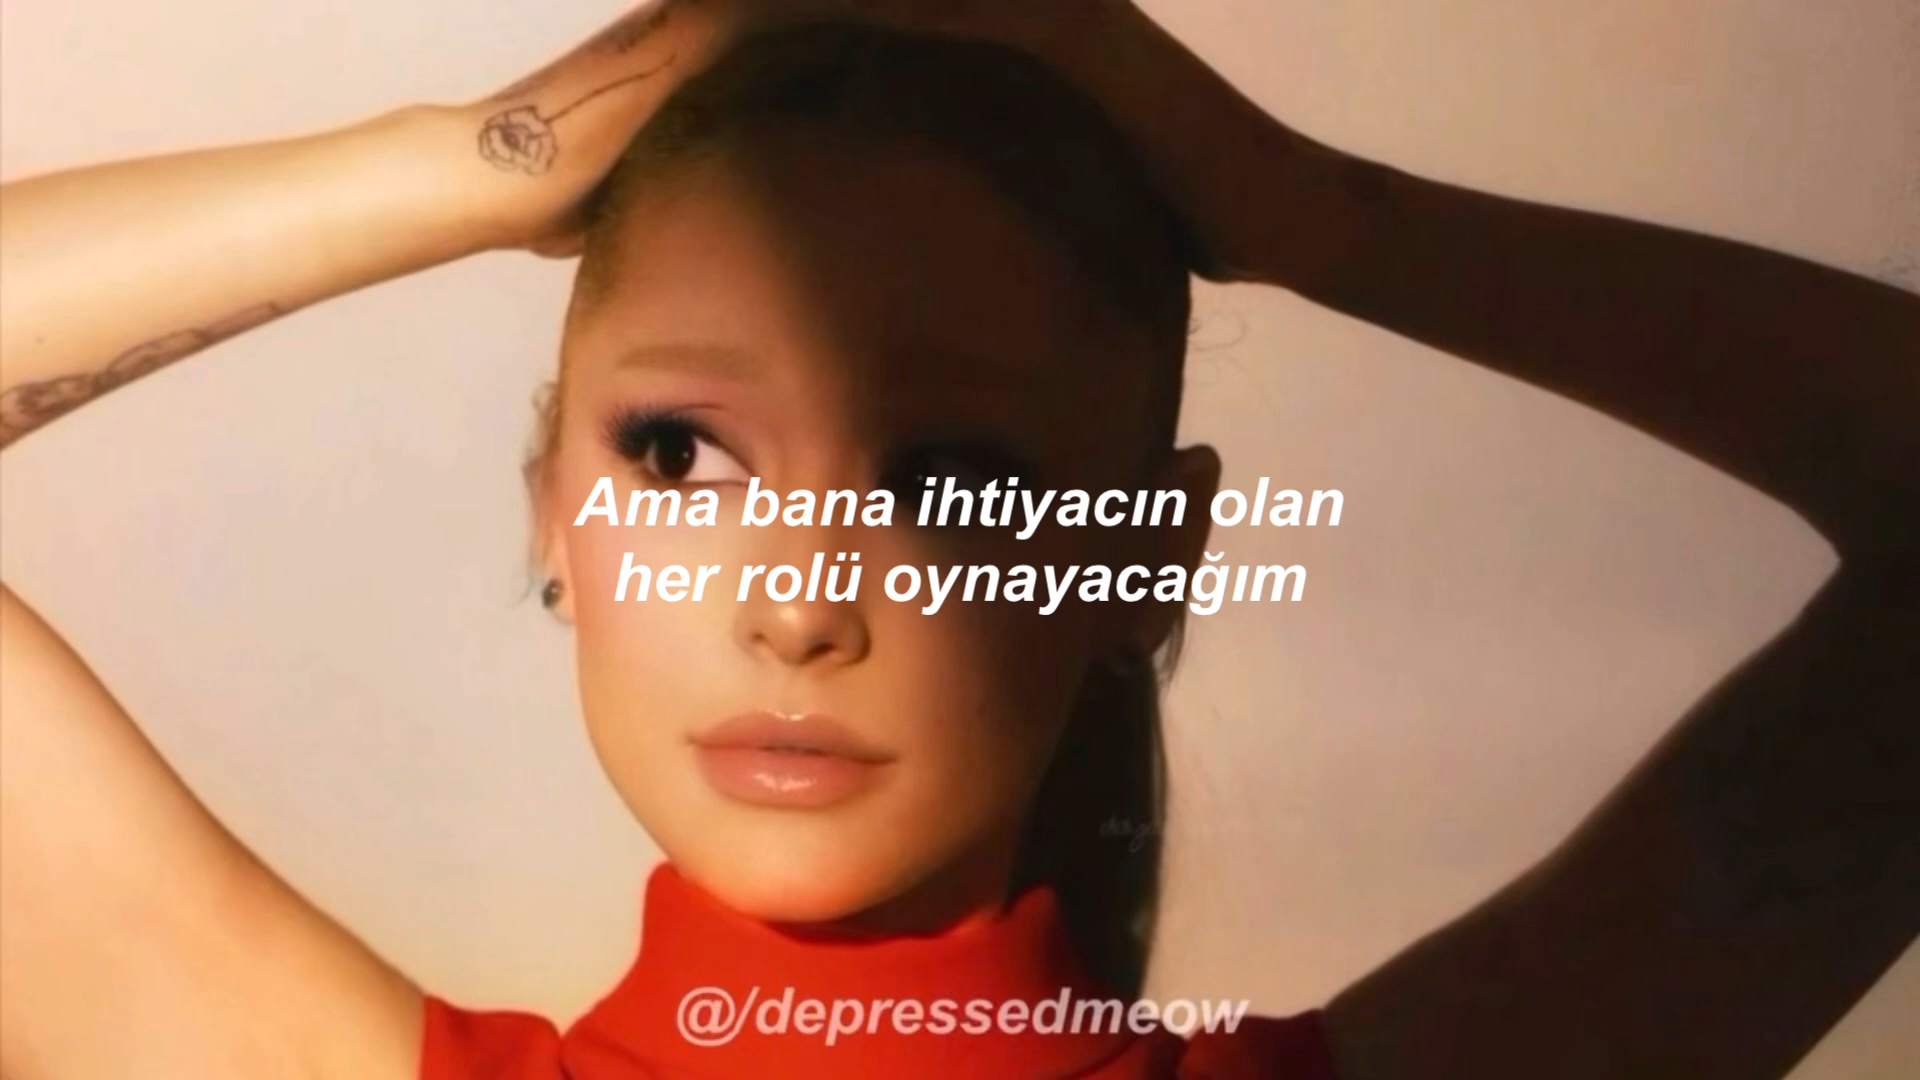 Ama bana ihtiyacın olan
her rolü oynayacağım
@/depressedmeow